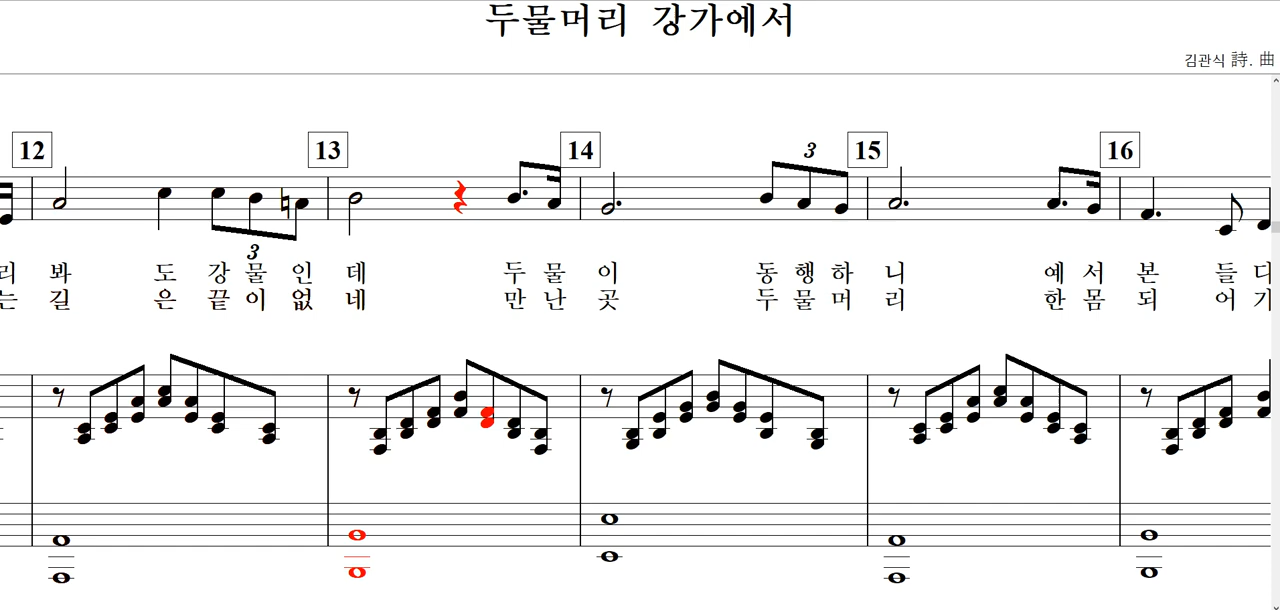 두물머리 강가에서
김관식 詩. 曲
12 13 14 15 16
3
3
리 봐 도 강 물 인 데 두 물 이 동 행 하 니 예 서 본 들 디
는 길 은 끝 이 없 네 만 난 곳 두 물 머 리 한 몸 되 어 기